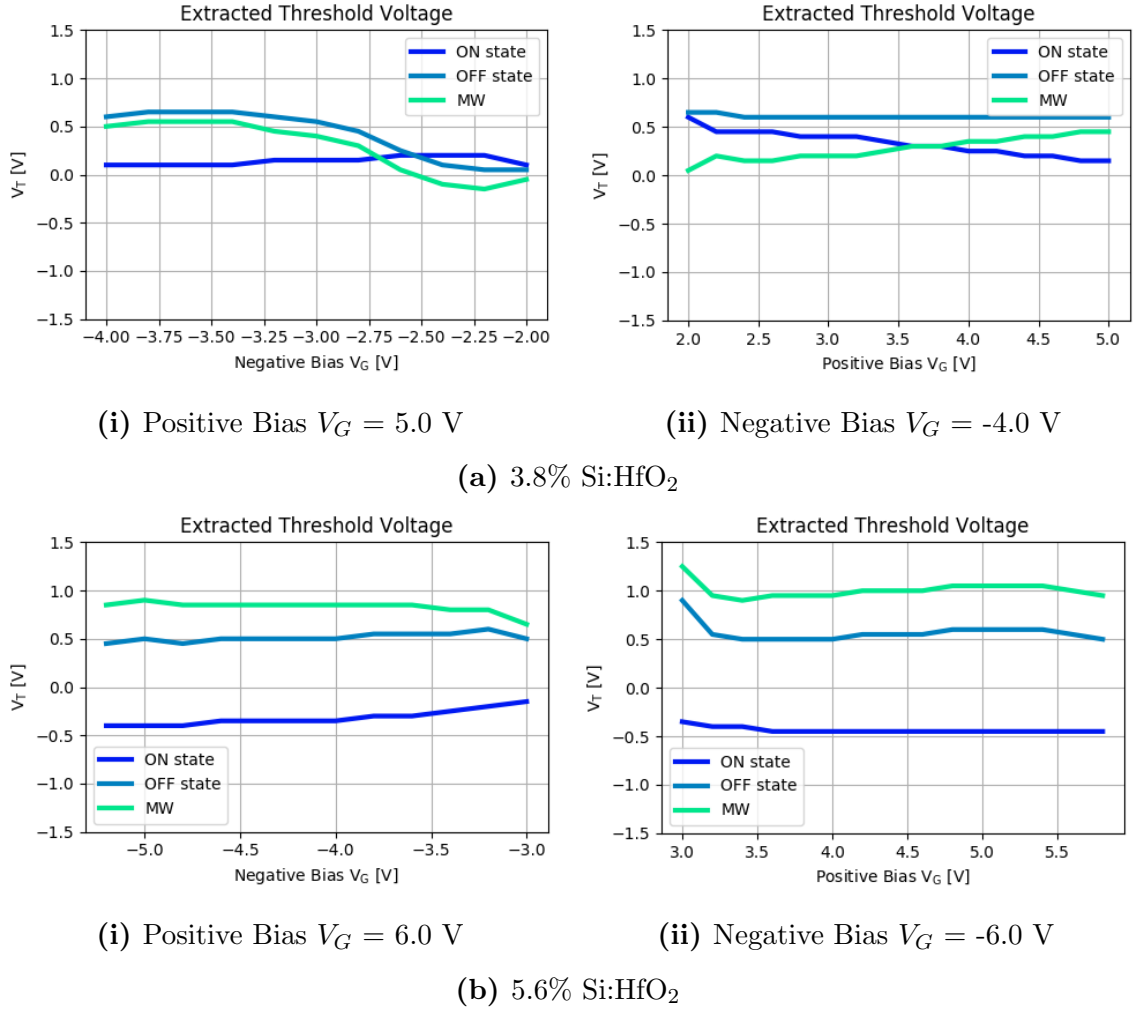 Extracted Threshold Voltage
1.5
1.0
0.5
0.0
−0.5
−1.0
−1.5
V_T [V]
ON state
OFF state
MW
−4.00 −3.75 −3.50 −3.25 −3.00 −2.75 −2.50 −2.25 −2.00
Negative Bias V_G [V]
Extracted Threshold Voltage
1.5
1.0
0.5
0.0
−0.5
−1.0
−1.5
V_T [V]
ON state
OFF state
MW
2.0 2.5 3.0 3.5 4.0 4.5 5.0
Positive Bias V_G [V]
(i) Positive Bias V_G = 5.0 V
(ii) Negative Bias V_G = -4.0 V
(a) 3.8% Si:HfO₂
Extracted Threshold Voltage
1.5
1.0
0.5
0.0
−0.5
−1.0
−1.5
V_T [V]
ON state
OFF state
MW
−5.0 −4.5 −4.0 −3.5 −3.0
Negative Bias V_G [V]
Extracted Threshold Voltage
1.5
1.0
0.5
0.0
−0.5
−1.0
−1.5
V_T [V]
ON state
OFF state
MW
3.0 3.5 4.0 4.5 5.0 5.5
Positive Bias V_G [V]
(i) Positive Bias V_G = 6.0 V
(ii) Negative Bias V_G = -6.0 V
(b) 5.6% Si:HfO₂